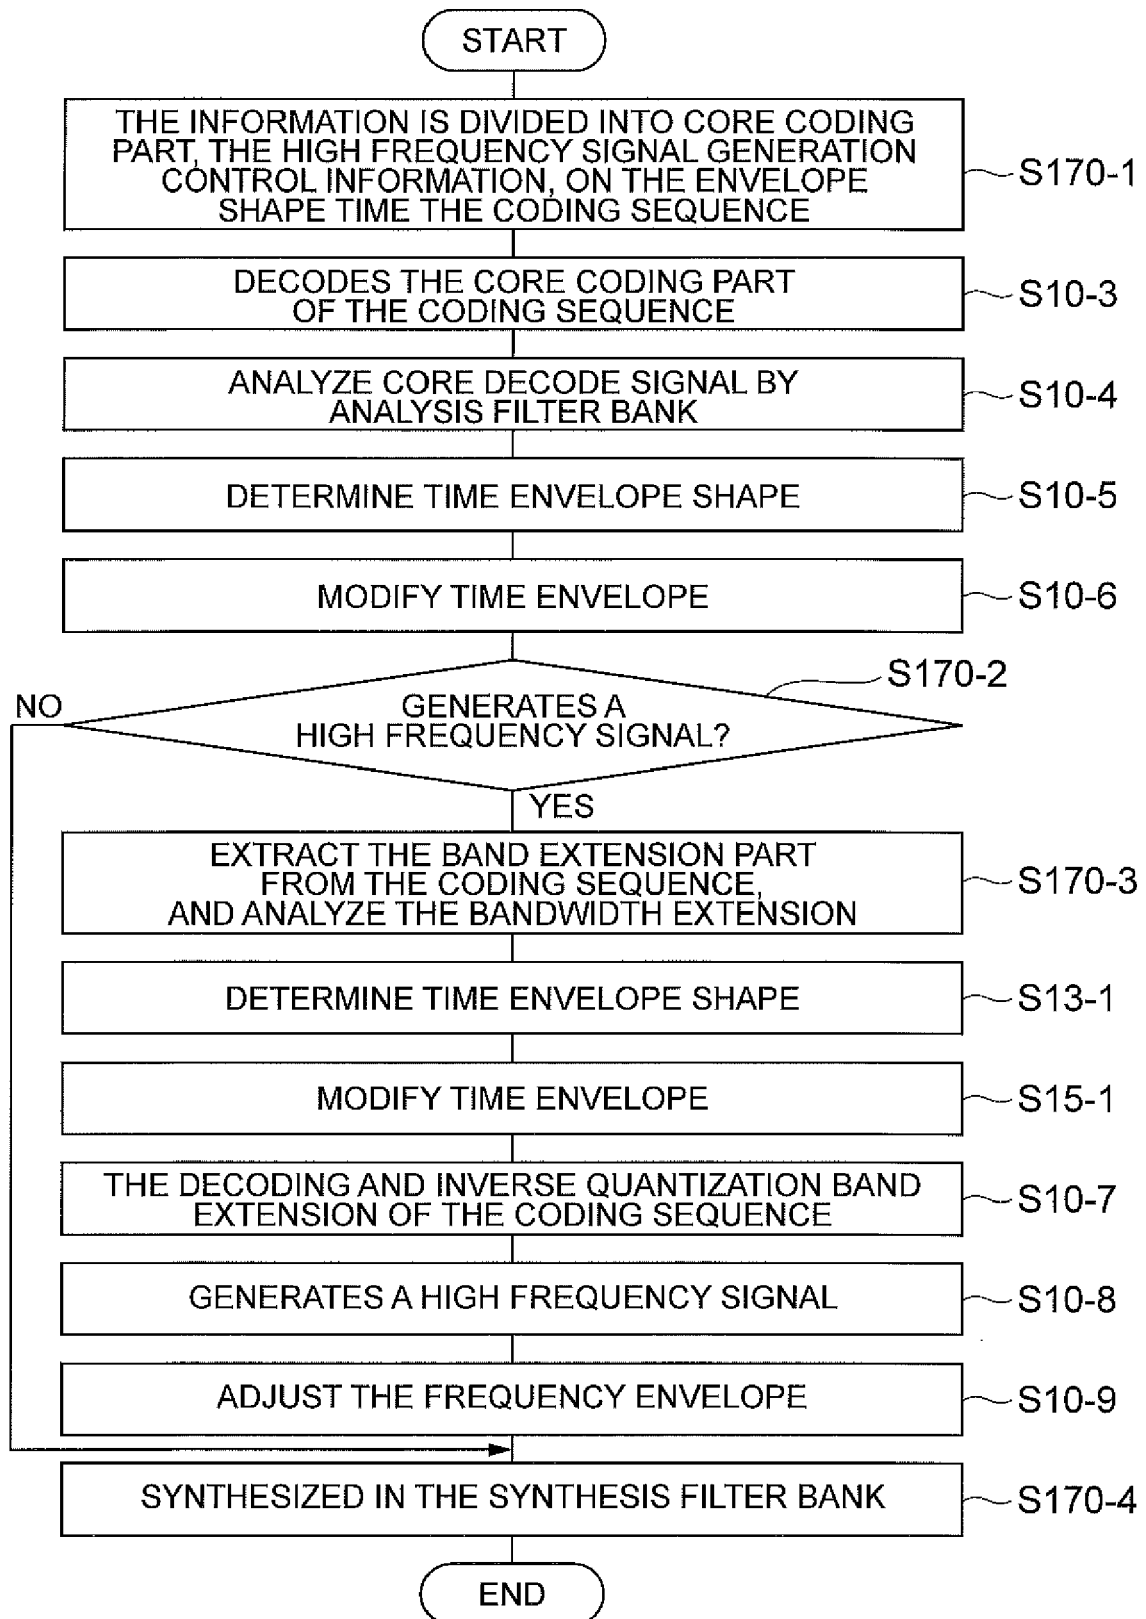 START
THE INFORMATION IS DIVIDED INTO CORE CODING
PART, THE HIGH FREQUENCY SIGNAL GENERATION
CONTROL INFORMATION, ON THE ENVELOPE
SHAPE TIME THE CODING SEQUENCE
S170-1
DECODES THE CORE CODING PART
OF THE CODING SEQUENCE
S10-3
ANALYZE CORE DECODE SIGNAL BY
ANALYSIS FILTER BANK
S10-4
DETERMINE TIME ENVELOPE SHAPE
S10-5
MODIFY TIME ENVELOPE
S10-6
S170-2
NO
GENERATES A
HIGH FREQUENCY SIGNAL?
YES
EXTRACT THE BAND EXTENSION PART
FROM THE CODING SEQUENCE,
AND ANALYZE THE BANDWIDTH EXTENSION
S170-3
DETERMINE TIME ENVELOPE SHAPE
S13-1
MODIFY TIME ENVELOPE
S15-1
THE DECODING AND INVERSE QUANTIZATION BAND
EXTENSION OF THE CODING SEQUENCE
S10-7
GENERATES A HIGH FREQUENCY SIGNAL
S10-8
ADJUST THE FREQUENCY ENVELOPE
S10-9
SYNTHESIZED IN THE SYNTHESIS FILTER BANK
S170-4
END